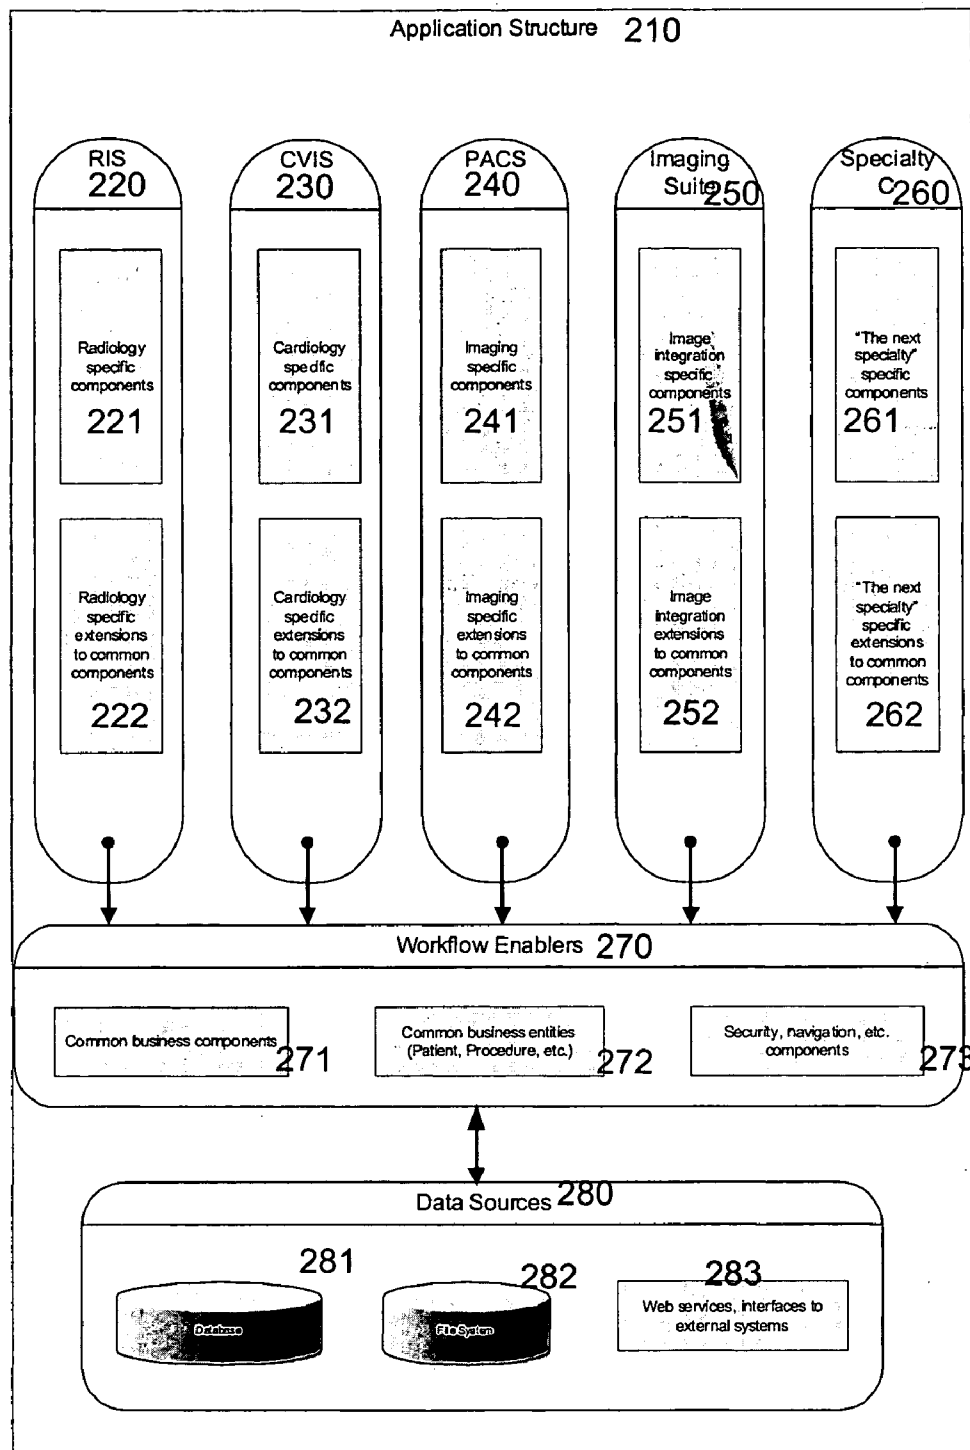 Application Structure 210
RIS
220
CVIS
230
PACS
240
Imaging
Suite 250
Specialty
C 260
Radiology
specific
components
221
Cardiology
specific
components
231
Imaging
specific
components
241
Image
integration
specific
components
251
"The next
specialty"
specific
components
261
Radiology
specific
extensions
to common
components
222
Cardiology
specific
extensions
to common
components
232
Imaging
specific
extensions
to common
components
242
Image
integration
extensions
to common
components
252
"The next
specialty"
specific
extensions
to common
components
262
Workflow Enablers 270
Common business components
271
Common business entities
(Patient, Procedure, etc.)
272
Security, navigation, etc.
components
273
Data Sources 280
281
Database
282
File System
283
Web services, interfaces to
external systems